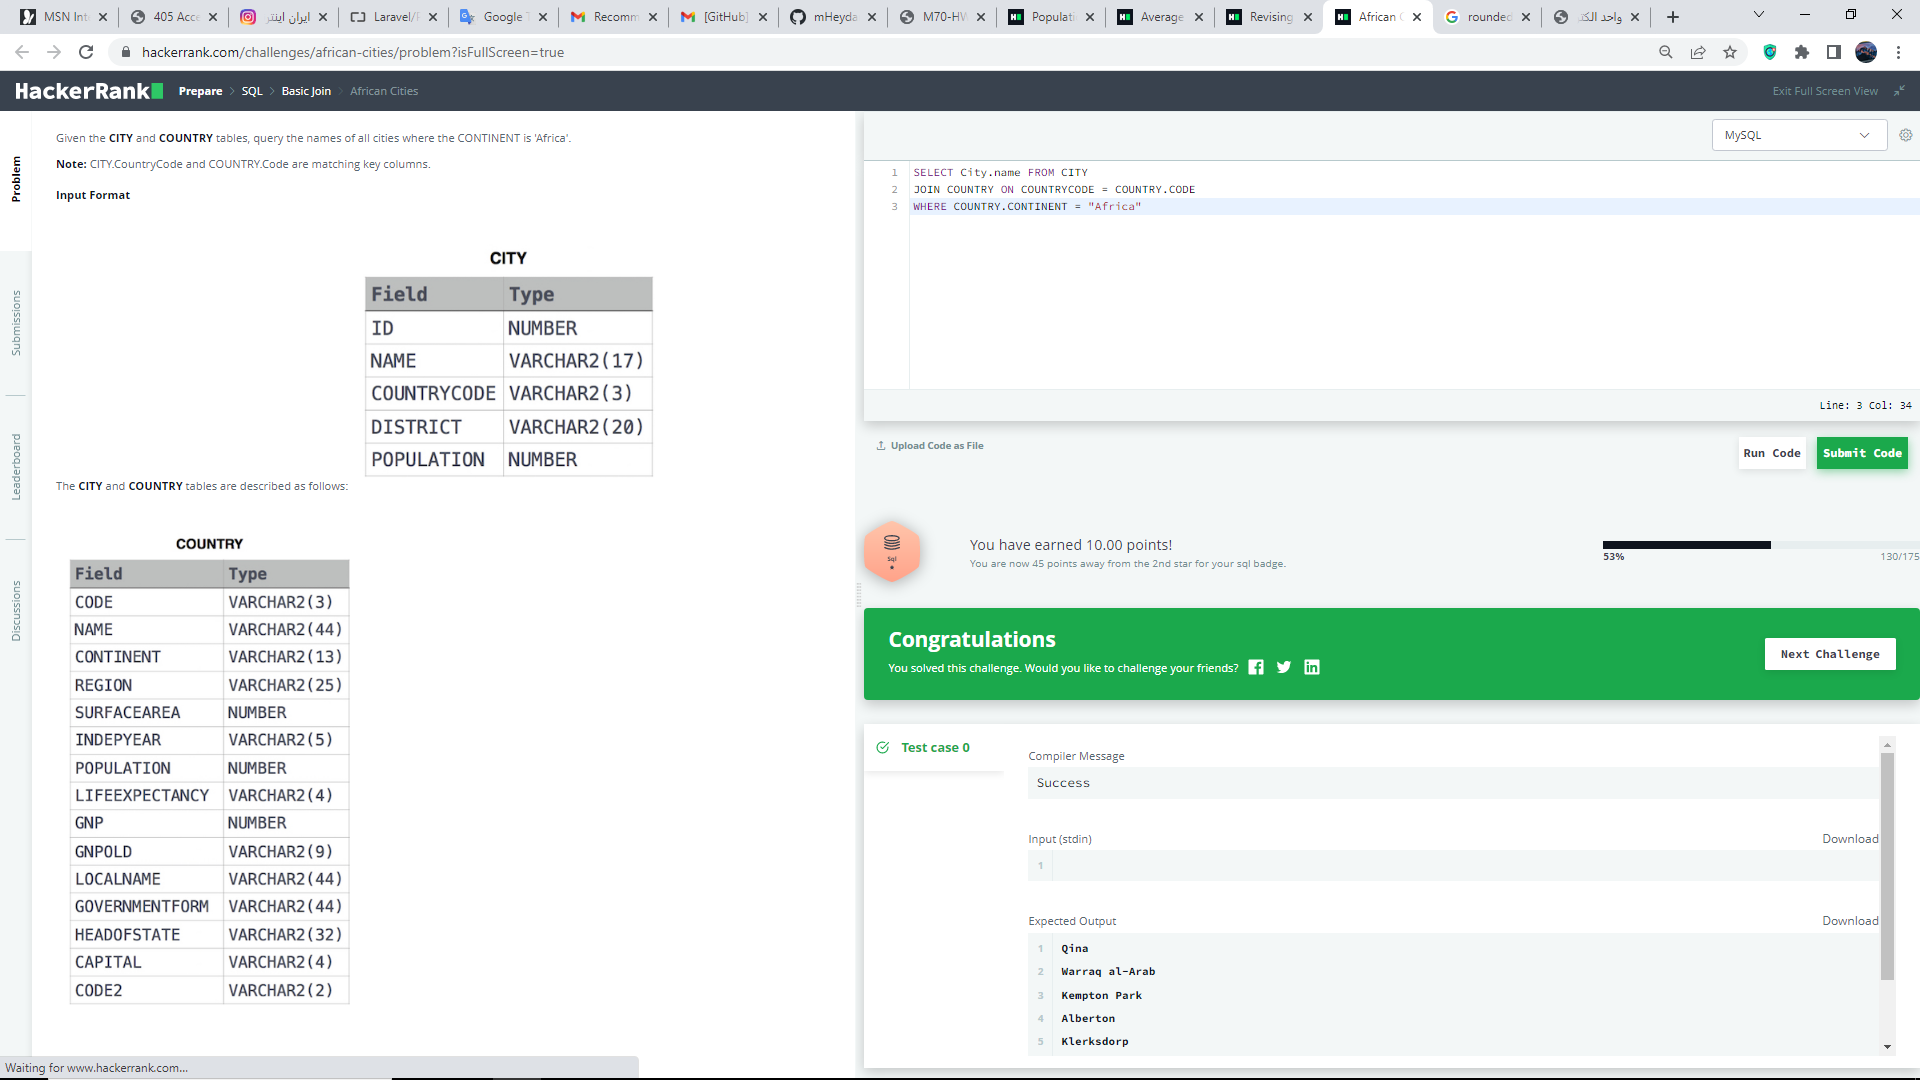 MSN Int
405 Acce
ایران اینتر
Laravel/F
Google T
Recomm
[GitHub]
mHeyda
M70-HW
Populati
Average
Revising
African C
rounded
واحد الکتر
hackerrank.com/challenges/african-cities/problem?isFullScreen=true
HackerRank
Prepare > SQL > Basic Join > African Cities
Exit Full Screen View
Problem
Submissions
Leaderboard
Discussions
Given the CITY and COUNTRY tables, query the names of all cities where the CONTINENT is 'Africa'.
Note: CITY.CountryCode and COUNTRY.Code are matching key columns.
Input Format
CITY
Field Type
ID NUMBER
NAME VARCHAR2(17)
COUNTRYCODE VARCHAR2(3)
DISTRICT VARCHAR2(20)
POPULATION NUMBER
The CITY and COUNTRY tables are described as follows:
COUNTRY
Field Type
CODE VARCHAR2(3)
NAME VARCHAR2(44)
CONTINENT VARCHAR2(13)
REGION VARCHAR2(25)
SURFACEAREA NUMBER
INDEPYEAR VARCHAR2(5)
POPULATION NUMBER
LIFEEXPECTANCY VARCHAR2(4)
GNP NUMBER
GNPOLD VARCHAR2(9)
LOCALNAME VARCHAR2(44)
GOVERNMENTFORM VARCHAR2(44)
HEADOFSTATE VARCHAR2(32)
CAPITAL VARCHAR2(4)
CODE2 VARCHAR2(2)
Waiting for www.hackerrank.com...
MySQL
1 SELECT City.name FROM CITY
2 JOIN COUNTRY ON COUNTRYCODE = COUNTRY.CODE
3 WHERE COUNTRY.CONTINENT = "Africa"
Line: 3 Col: 34
Upload Code as File
Run Code
Submit Code
Sql
You have earned 10.00 points!
You are now 45 points away from the 2nd star for your sql badge.
53%
130/175
Congratulations
You solved this challenge. Would you like to challenge your friends?
Next Challenge
Test case 0
Compiler Message
Success
Input (stdin)
Download
1
Expected Output
Download
1 Qina
2 Warraq al-Arab
3 Kempton Park
4 Alberton
5 Klerksdorp